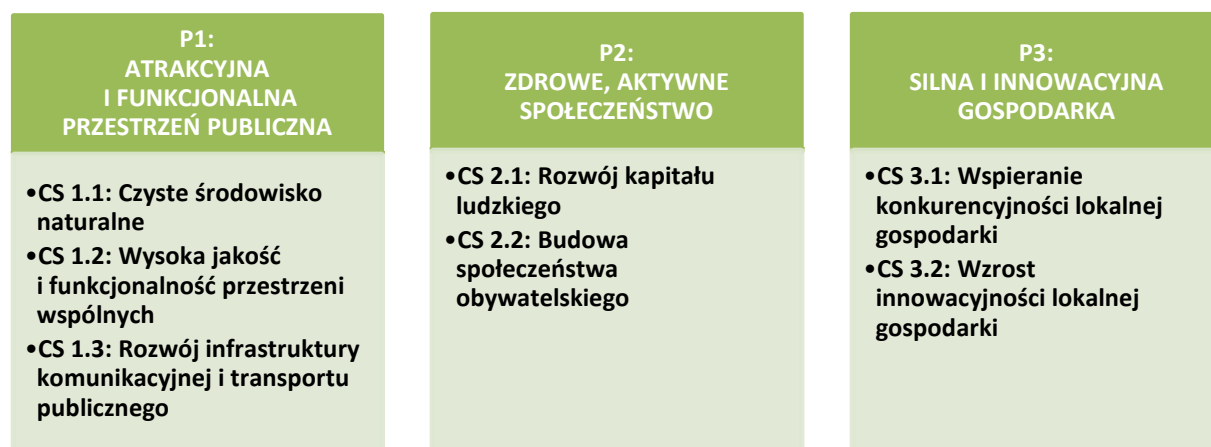 P1:
ATRAKCYJNA
I FUNKCJONALNA
PRZESTRZEŃ PUBLICZNA
•CS 1.1: Czyste środowisko
naturalne
•CS 1.2: Wysoka jakość
i funkcjonalność przestrzeni
wspólnych
•CS 1.3: Rozwój infrastruktury
komunikacyjnej i transportu
publicznego
P2:
ZDROWE, AKTYWNE
SPOŁECZEŃSTWO
•CS 2.1: Rozwój kapitału
ludzkiego
•CS 2.2: Budowa
społeczeństwa
obywatelskiego
P3:
SILNA I INNOWACYJNA
GOSPODARKA
•CS 3.1: Wspieranie
konkurencyjności lokalnej
gospodarki
•CS 3.2: Wzrost
innowacyjności lokalnej
gospodarki